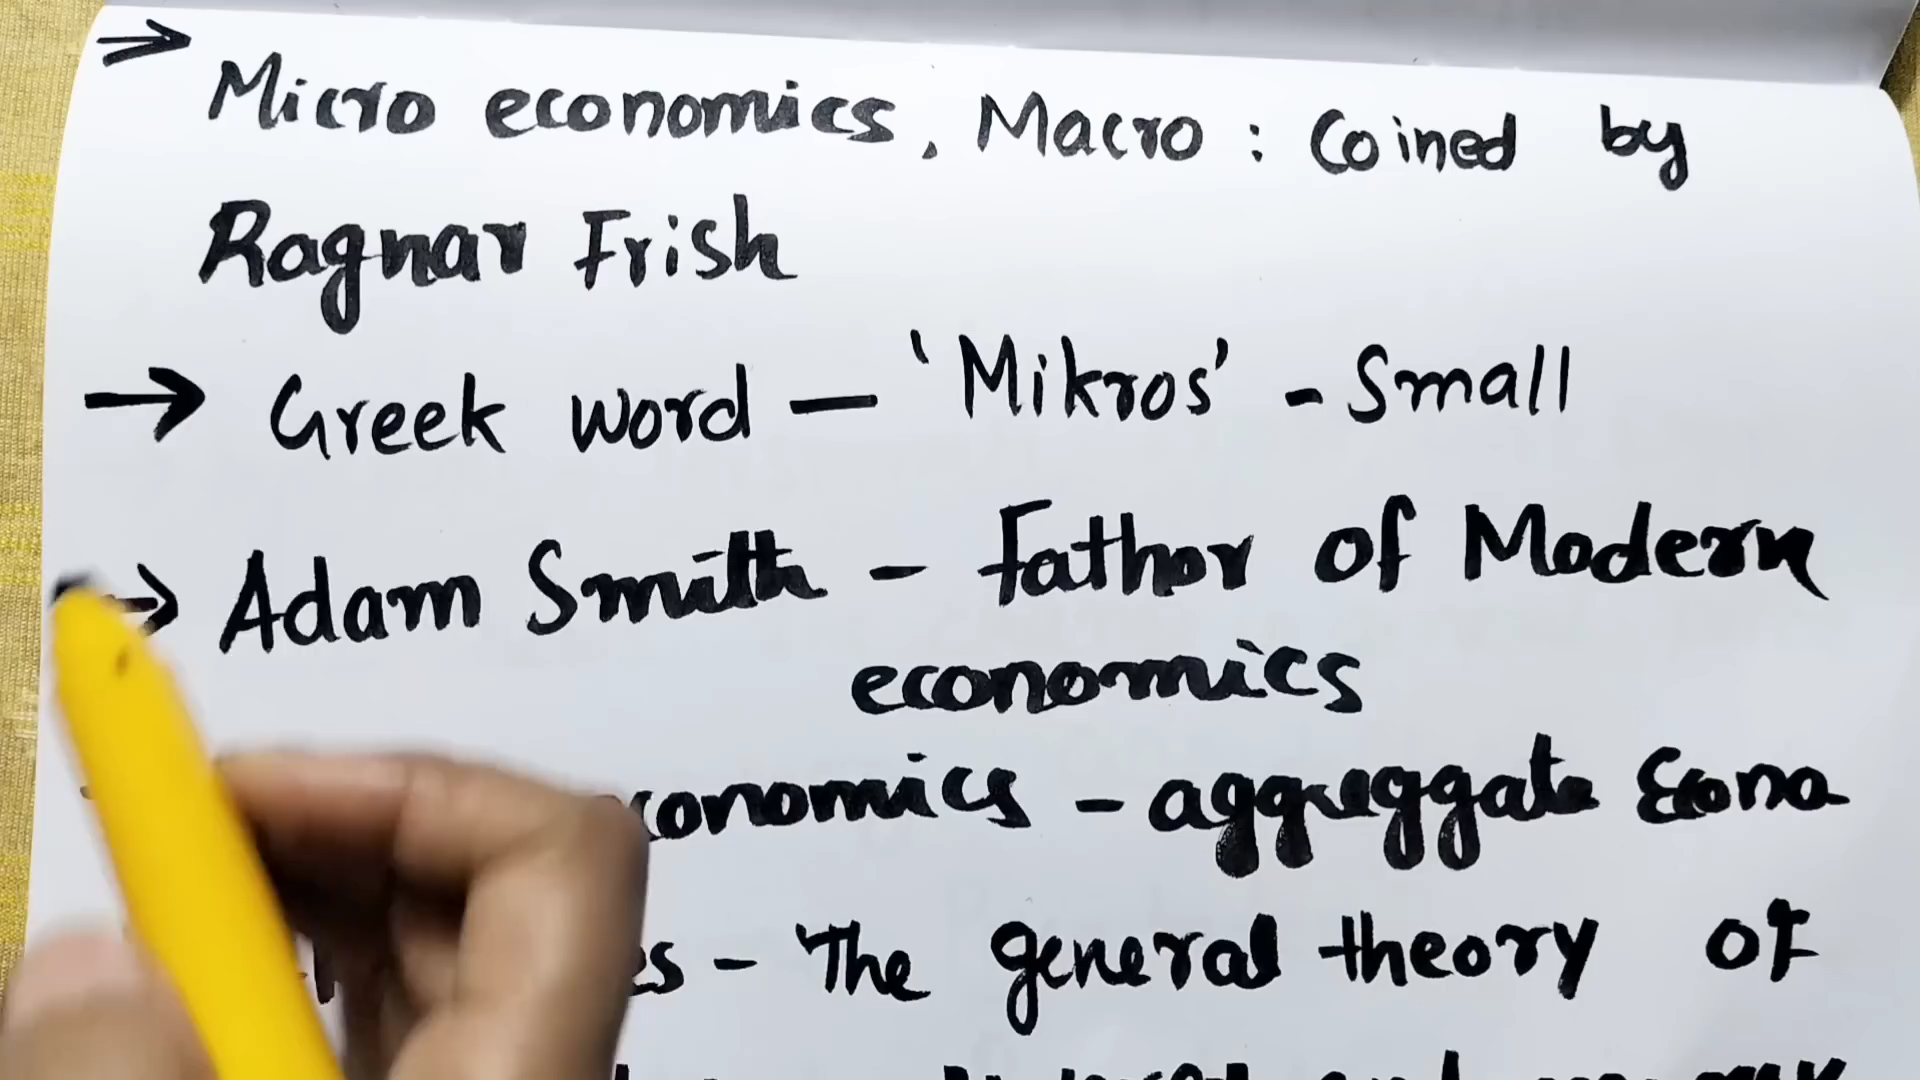 → Micro economics, Macro : Coined by
Ragnar Frish
→ Greek word — 'Mikros' - Small
→ Adam Smith - Father of Modern
economics
conomics - aggreggate Econo
es - The general theory of